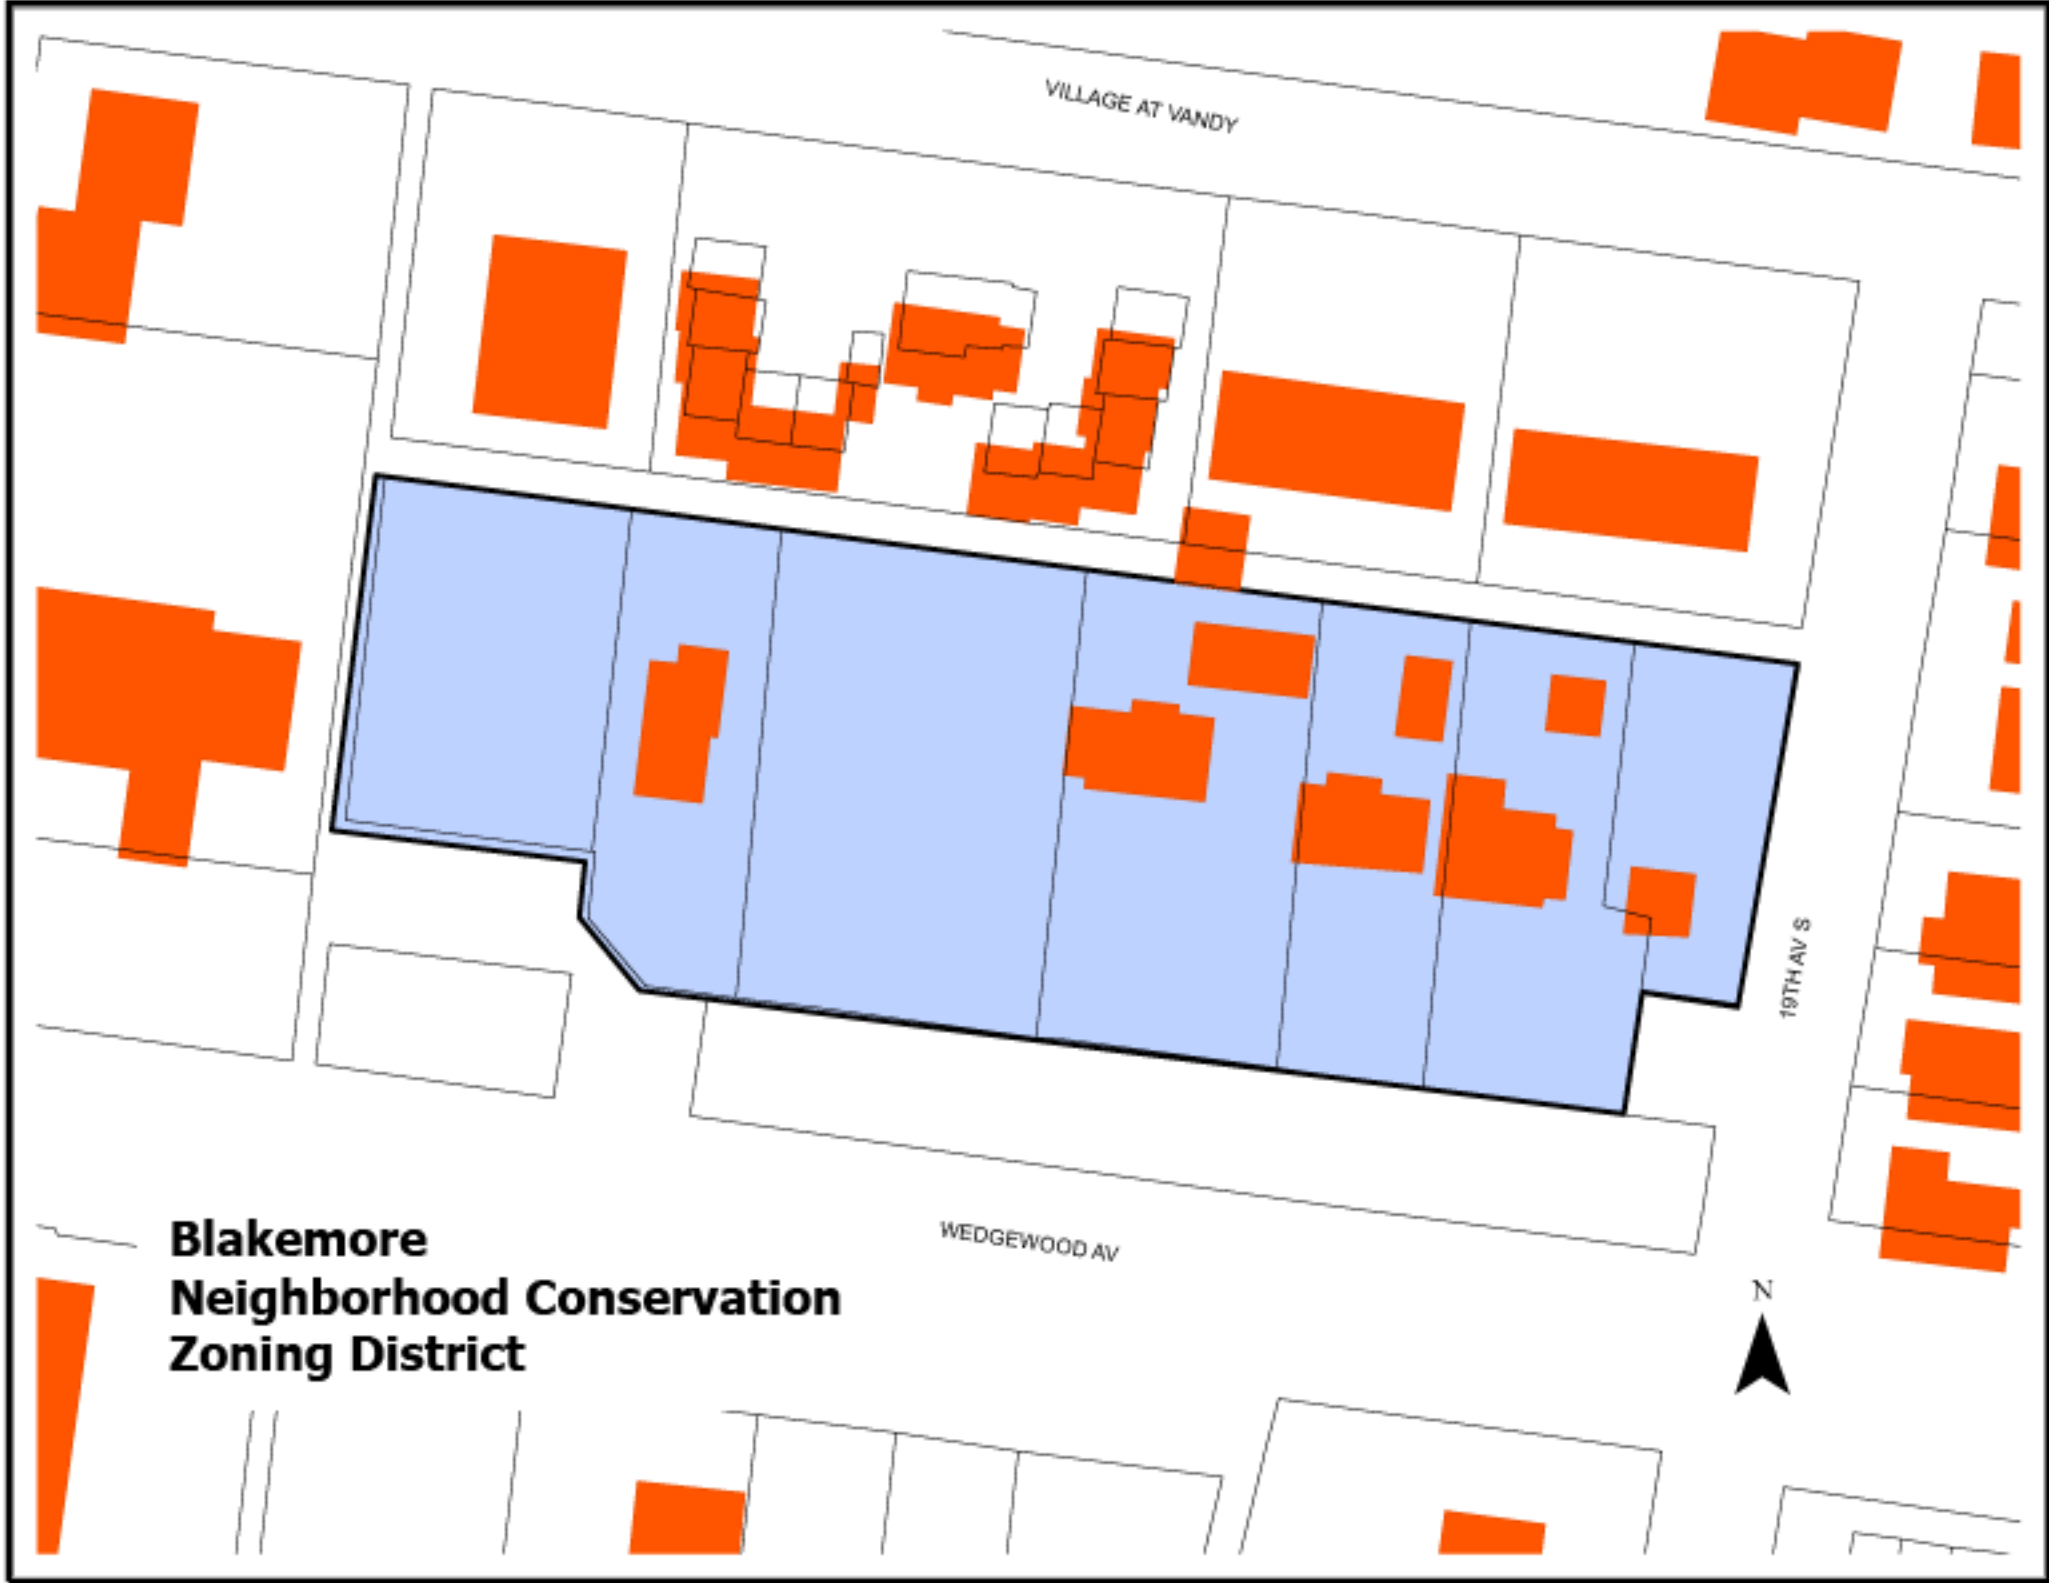 VILLAGE AT VANDY
19TH AV S
WEDGEWOOD AV
Blakemore
Neighborhood Conservation
Zoning District
N